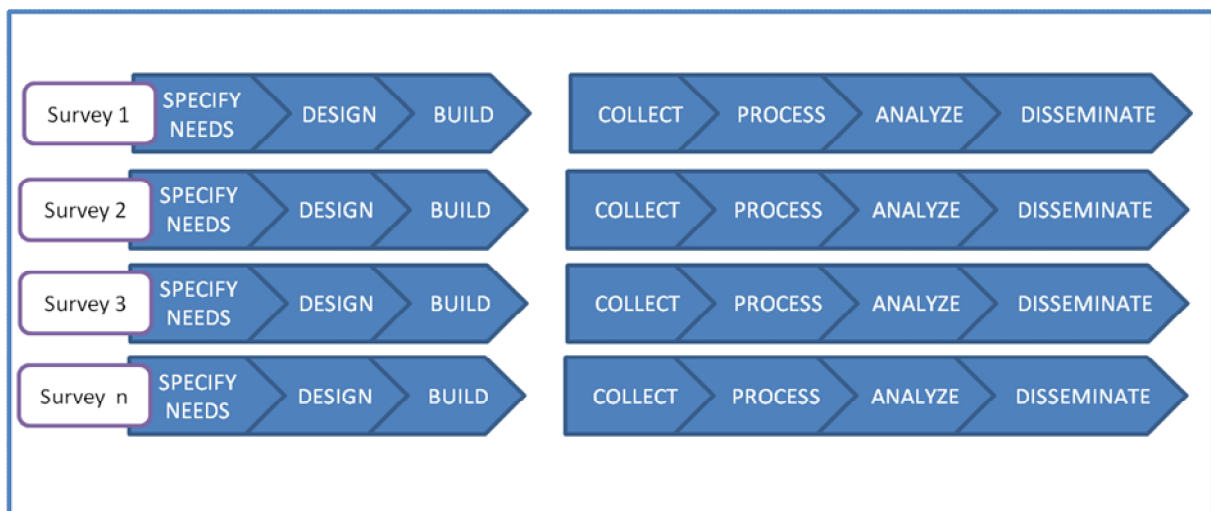 Survey 1
SPECIFY
NEEDS
DESIGN
BUILD
COLLECT
PROCESS
ANALYZE
DISSEMINATE
Survey 2
SPECIFY
NEEDS
DESIGN
BUILD
COLLECT
PROCESS
ANALYZE
DISSEMINATE
Survey 3
SPECIFY
NEEDS
DESIGN
BUILD
COLLECT
PROCESS
ANALYZE
DISSEMINATE
Survey n
SPECIFY
NEEDS
DESIGN
BUILD
COLLECT
PROCESS
ANALYZE
DISSEMINATE